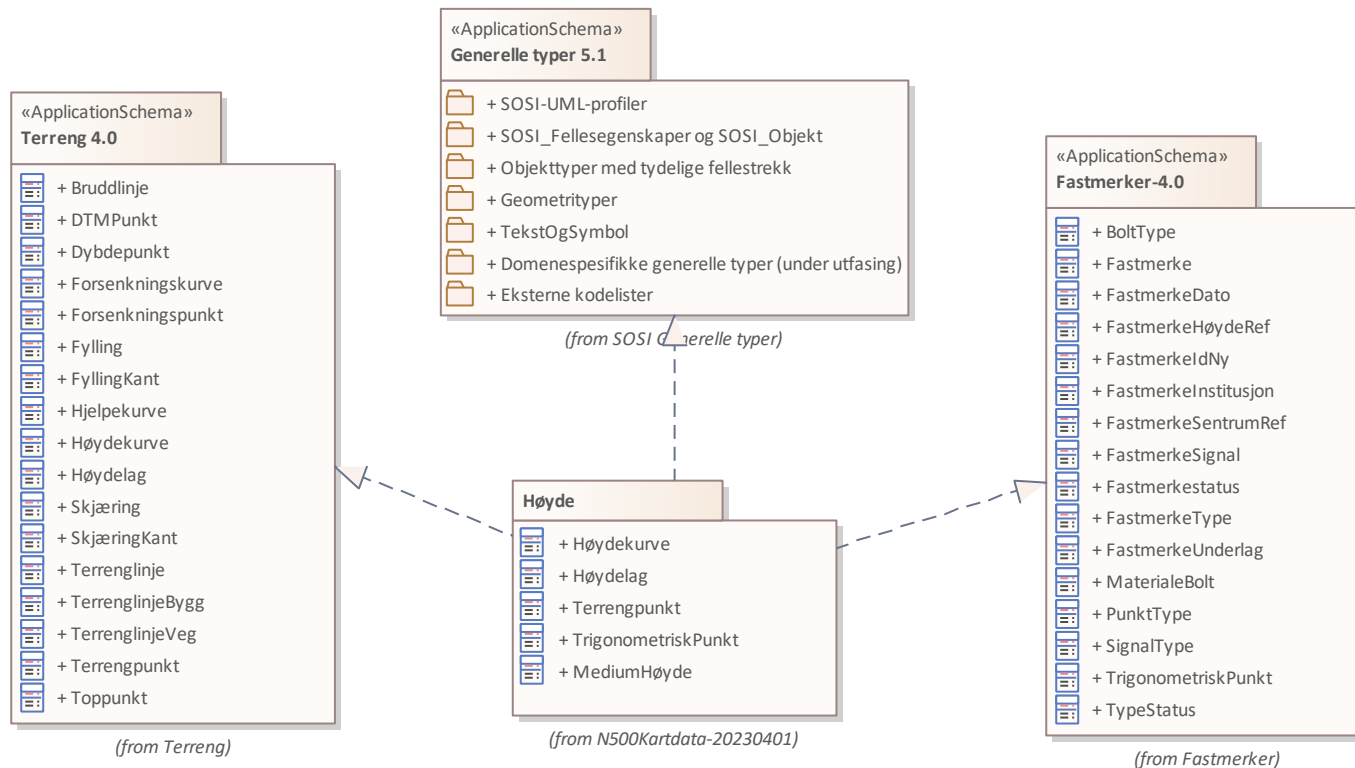 «ApplicationSchema»
Terreng 4.0
+ Bruddlinje
+ DTMPunkt
+ Dybdepunkt
+ Forsenkningskurve
+ Forsenkningspunkt
+ Fylling
+ FyllingKant
+ Hjelpekurve
+ Høydekurve
+ Høydelag
+ Skjæring
+ SkjæringKant
+ Terrenglinje
+ TerrenglinjeBygg
+ TerrenglinjeVeg
+ Terrengpunkt
+ Toppunkt
(from Terreng)
«ApplicationSchema»
Generelle typer 5.1
+ SOSI-UML-profiler
+ SOSI_Fellesegenskaper og SOSI_Objekt
+ Objekttyper med tydelige fellestrekk
+ Geometrityper
+ TekstOgSymbol
+ Domenespesifikke generelle typer (under utfasing)
+ Eksterne kodelister
(from SOSI Generelle typer)
Høyde
+ Høydekurve
+ Høydelag
+ Terrengpunkt
+ TrigonometriskPunkt
+ MediumHøyde
(from N500Kartdata-20230401)
«ApplicationSchema»
Fastmerker-4.0
+ BoltType
+ Fastmerke
+ FastmerkeDato
+ FastmerkeHøydeRef
+ FastmerkeIdNy
+ FastmerkeInstitusjon
+ FastmerkeSentrumRef
+ FastmerkeSignal
+ Fastmerkestatus
+ FastmerkeType
+ FastmerkeUnderlag
+ MaterialeBolt
+ PunktType
+ SignalType
+ TrigonometriskPunkt
+ TypeStatus
(from Fastmerker)